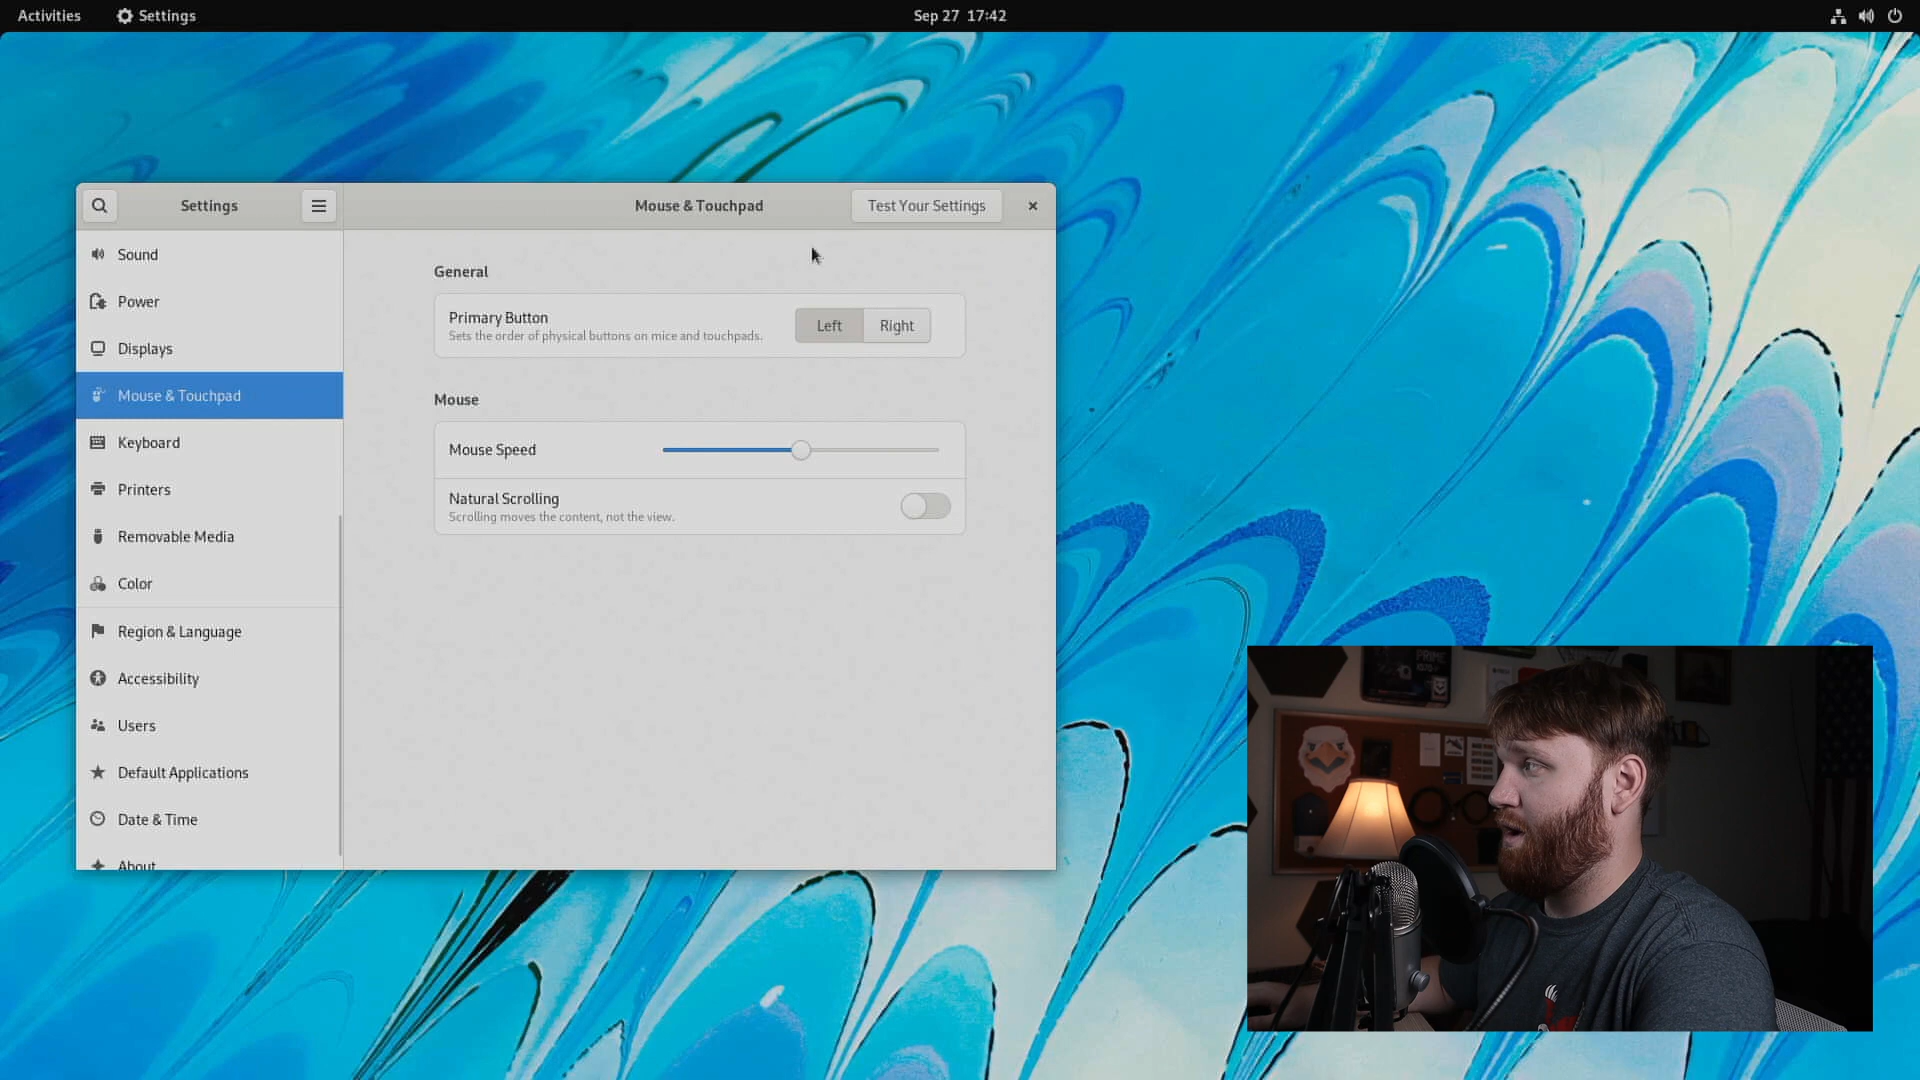 Activities
Settings
Sep 27 17:42
Settings
Mouse & Touchpad
Test Your Settings
Sound
Power
Displays
Mouse & Touchpad
Keyboard
Printers
Removable Media
Color
Region & Language
Accessibility
Users
Default Applications
Date & Time
About
General
Primary Button
Sets the order of physical buttons on mice and touchpads.
Left
Right
Mouse
Mouse Speed
Natural Scrolling
Scrolling moves the content, not the view.
PRIME